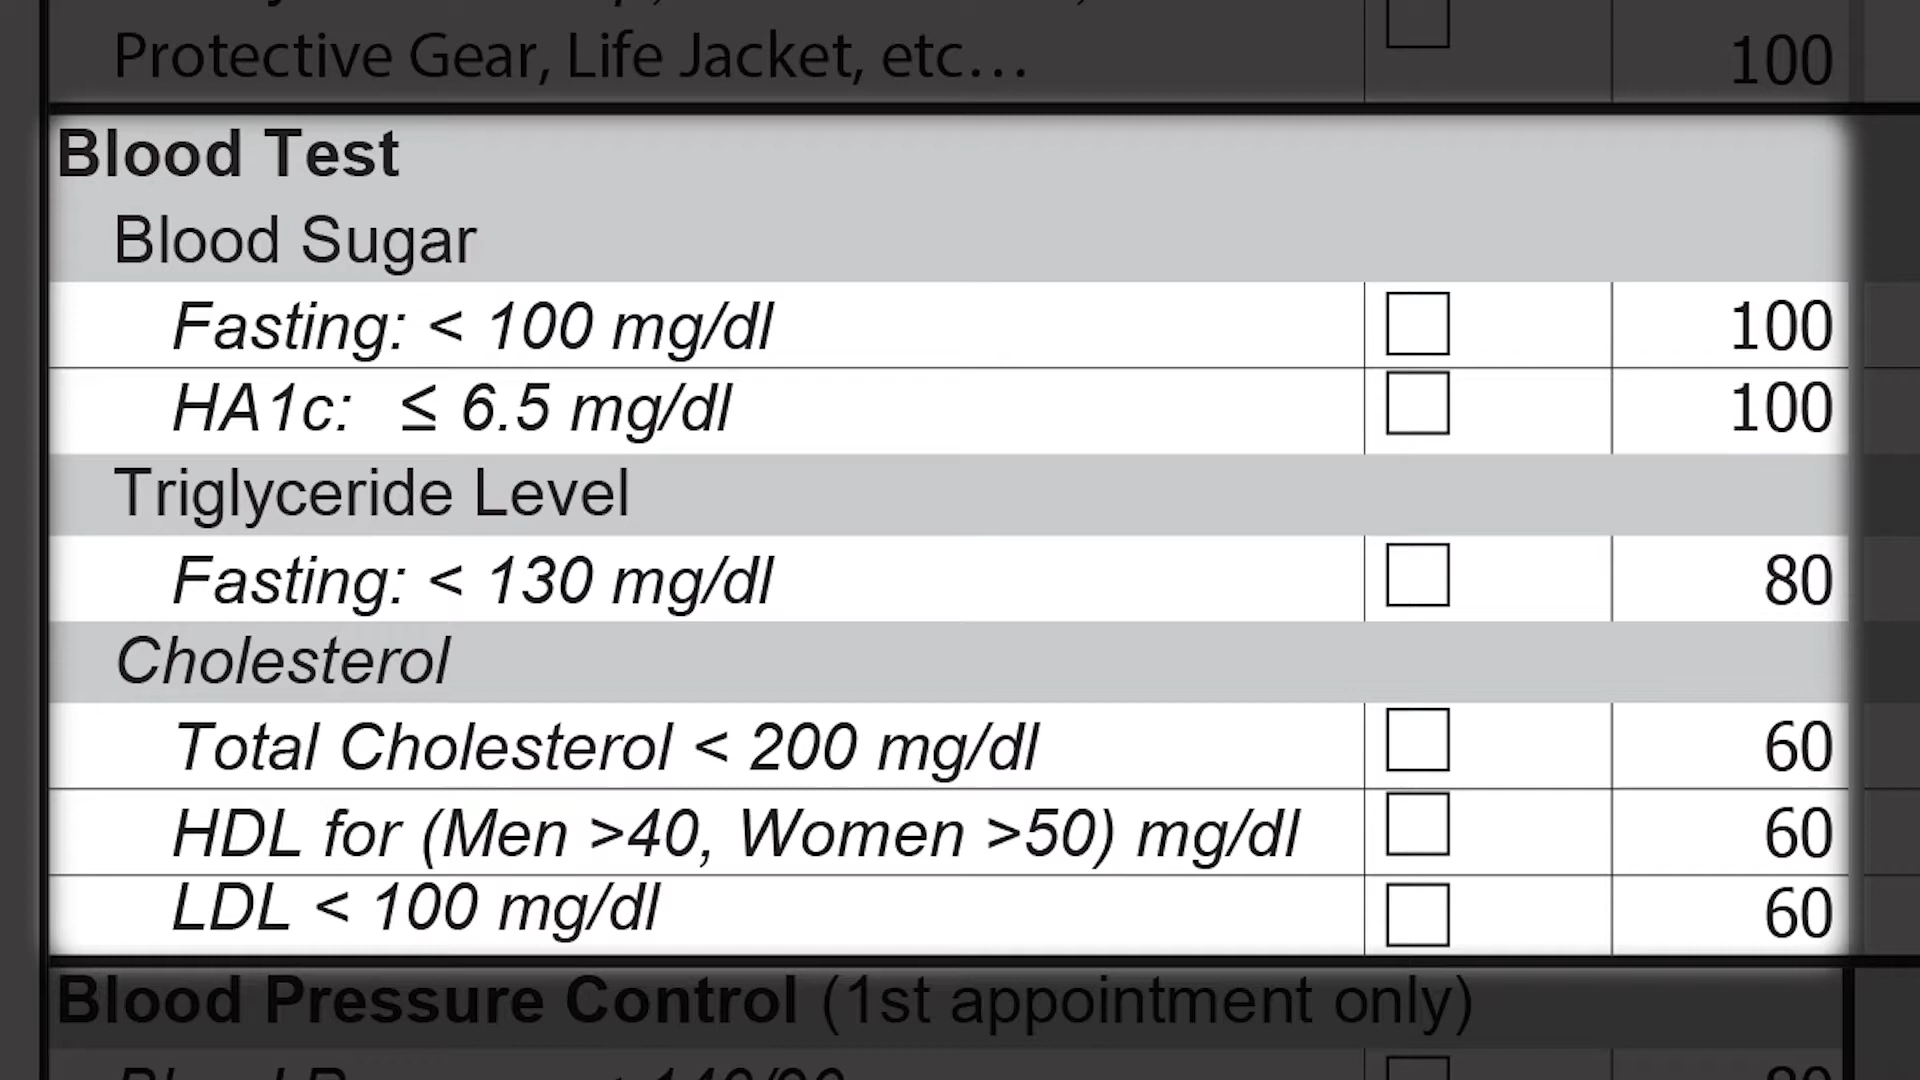 Protective Gear, Life Jacket, etc… 100
Blood Test
Blood Sugar
Fasting: < 100 mg/dl 100
HA1c: ≤ 6.5 mg/dl 100
Triglyceride Level
Fasting: < 130 mg/dl 80
Cholesterol
Total Cholesterol < 200 mg/dl 60
HDL for (Men >40, Women >50) mg/dl 60
LDL < 100 mg/dl 60
Blood Pressure Control (1st appointment only)